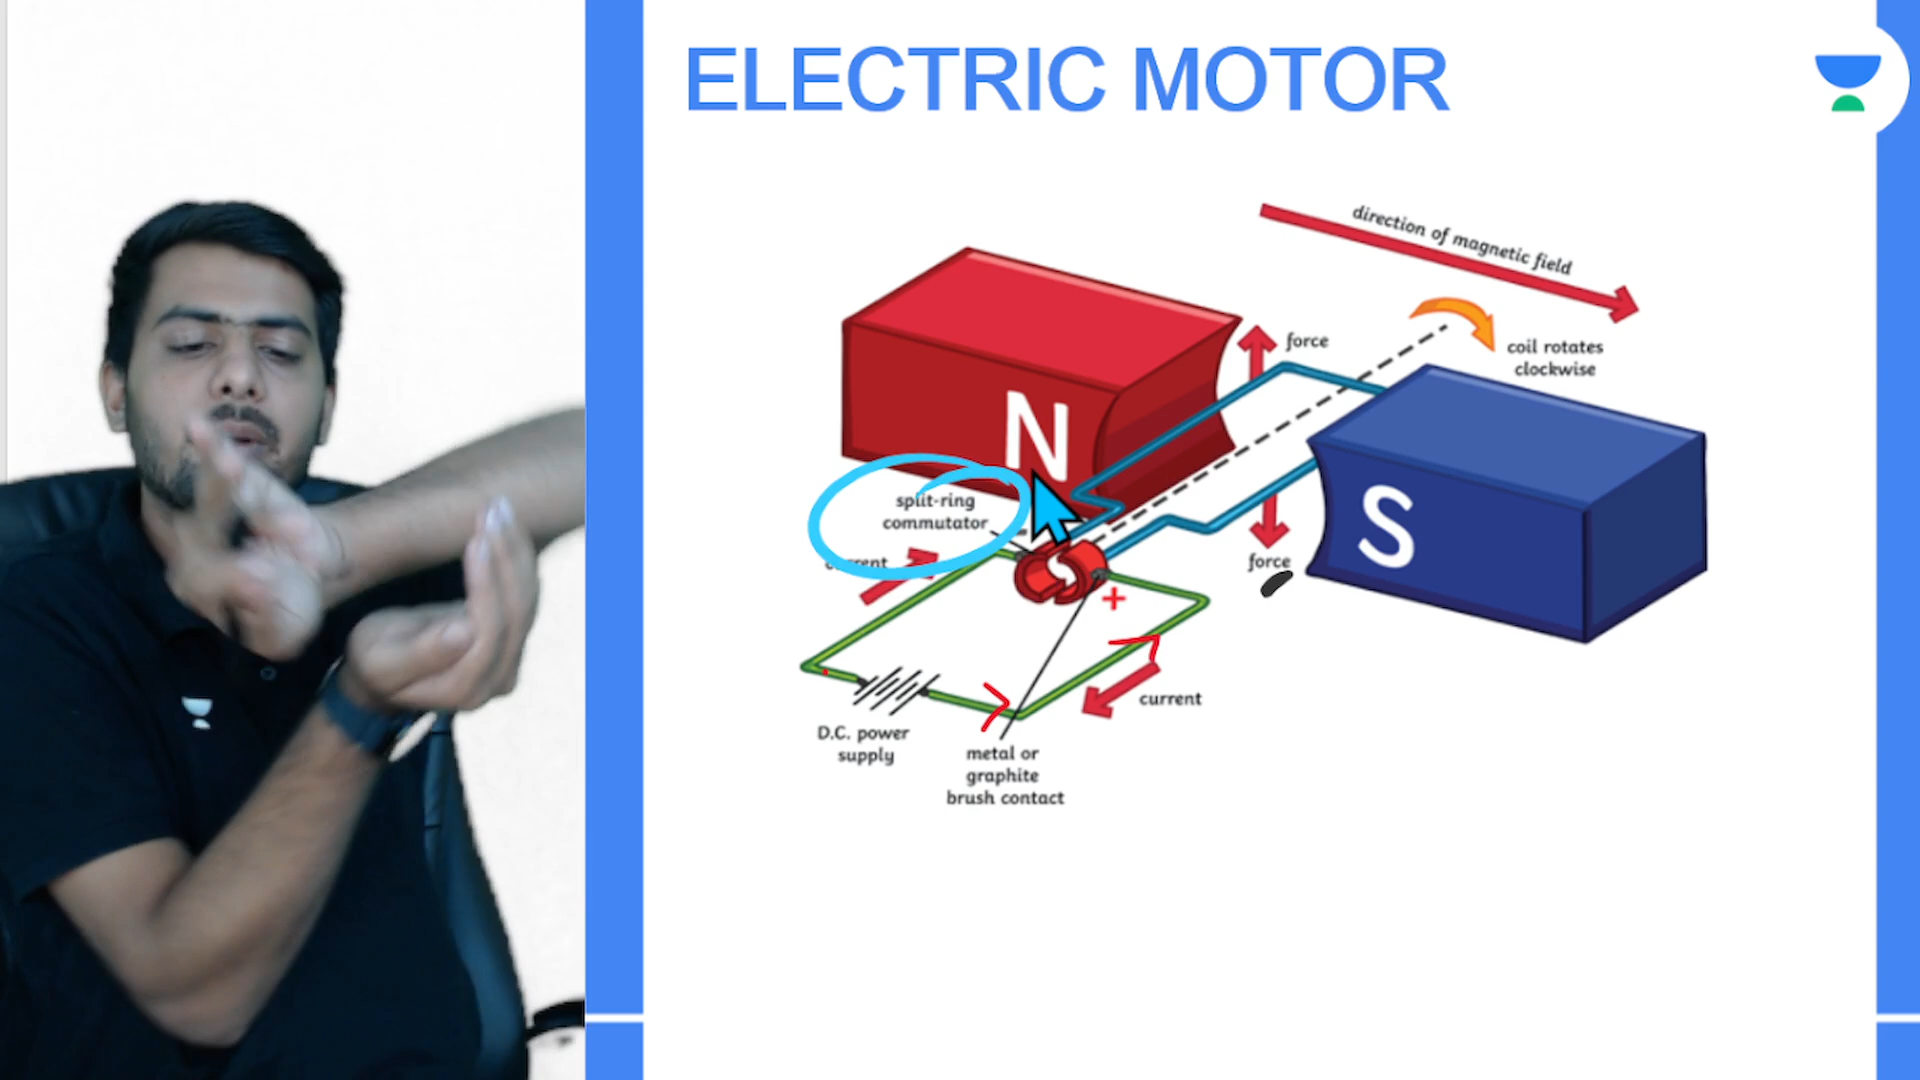 ELECTRIC MOTOR
direction of magnetic field
force
coil rotates
clockwise
N
split-ring
commutator
S
current
force
+
current
D.C. power
supply
metal or
graphite
brush contact